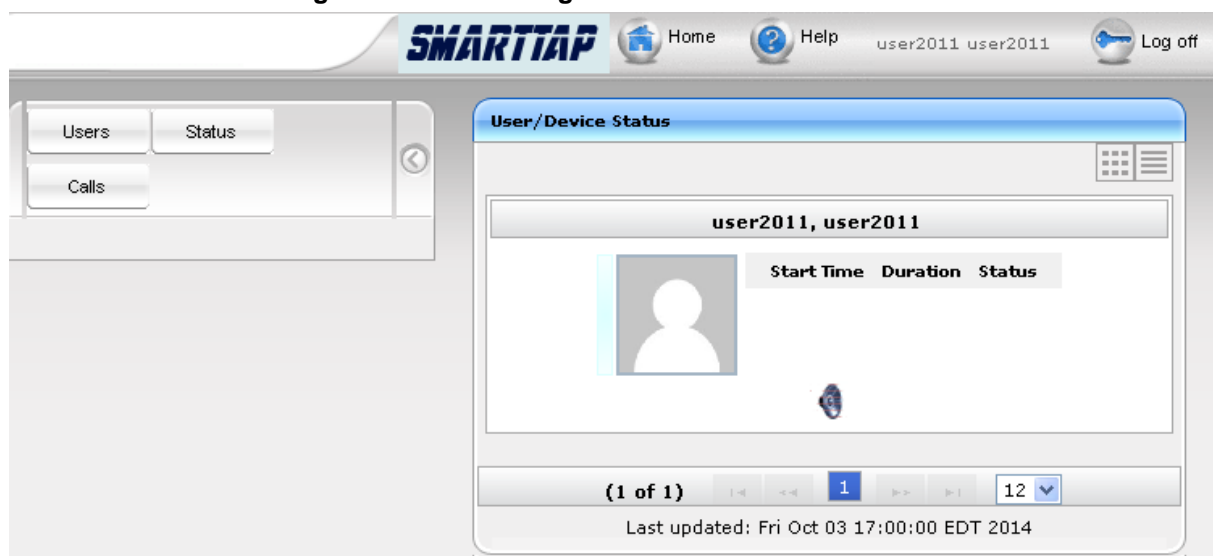 SMARTTAP Home Help user2011 user2011 Log off
Users Status
Calls
User/Device Status
user2011, user2011
Start Time Duration Status
(1 of 1) 1 12
Last updated: Fri Oct 03 17:00:00 EDT 2014